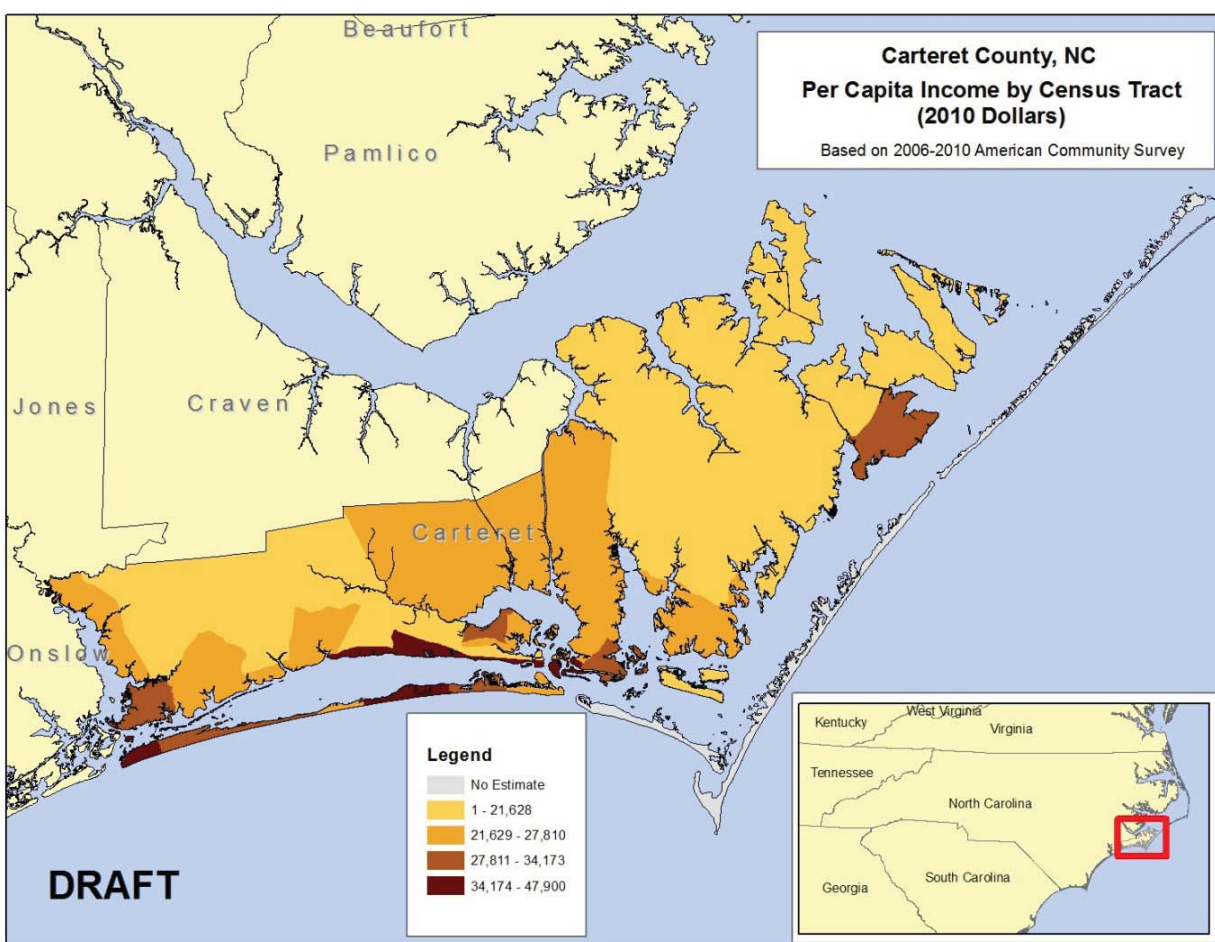 Beaufort
Carteret County, NC
Per Capita Income by Census Tract
(2010 Dollars)
Based on 2006-2010 American Community Survey
Pamlico
Jones
Craven
Carteret
Onslow
Legend
No Estimate
1 - 21,628
21,629 - 27,810
27,811 - 34,173
34,174 - 47,900
DRAFT
West Virginia
Kentucky
Virginia
Tennessee
North Carolina
South Carolina
Georgia